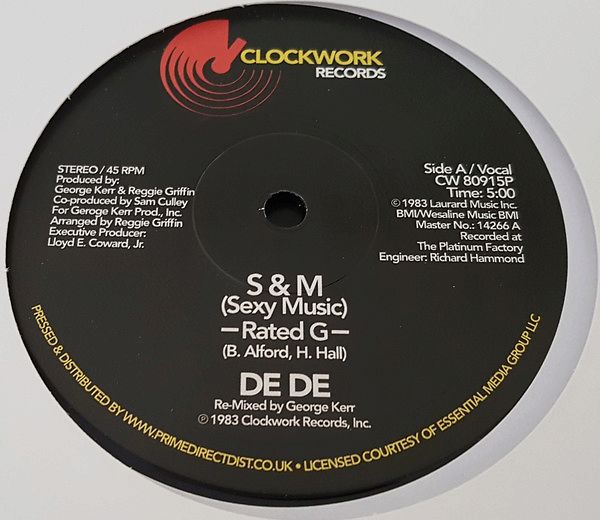 CLOCKWORK
RECORDS
STEREO / 45 RPM
Produced by:
George Kerr & Reggie Griffin
Co-produced by Sam Culley
For Geroge Kerr Prod., Inc.
Arranged by Reggie Griffin
Executive Producer:
Lloyd E. Coward, Jr.
Side A / Vocal
CW 80915P
Time: 5:00
© 1983 Laurard Music Inc.
BMI/Wesaline Music BMI
Master No.: 14266 A
Recorded at
The Platinum Factory
Engineer: Richard Hammond
S & M
(Sexy Music)
—Rated G—
(B. Alford, H. Hall)
DE DE
Re-Mixed by George Kerr
℗ 1983 Clockwork Records, Inc.
PRESSED & DISTRIBUTED BY WWW.PRIMEDIRECTDIST.CO.UK • LICENSED COURTESY OF ESSENTIAL MEDIA GROUP LLC